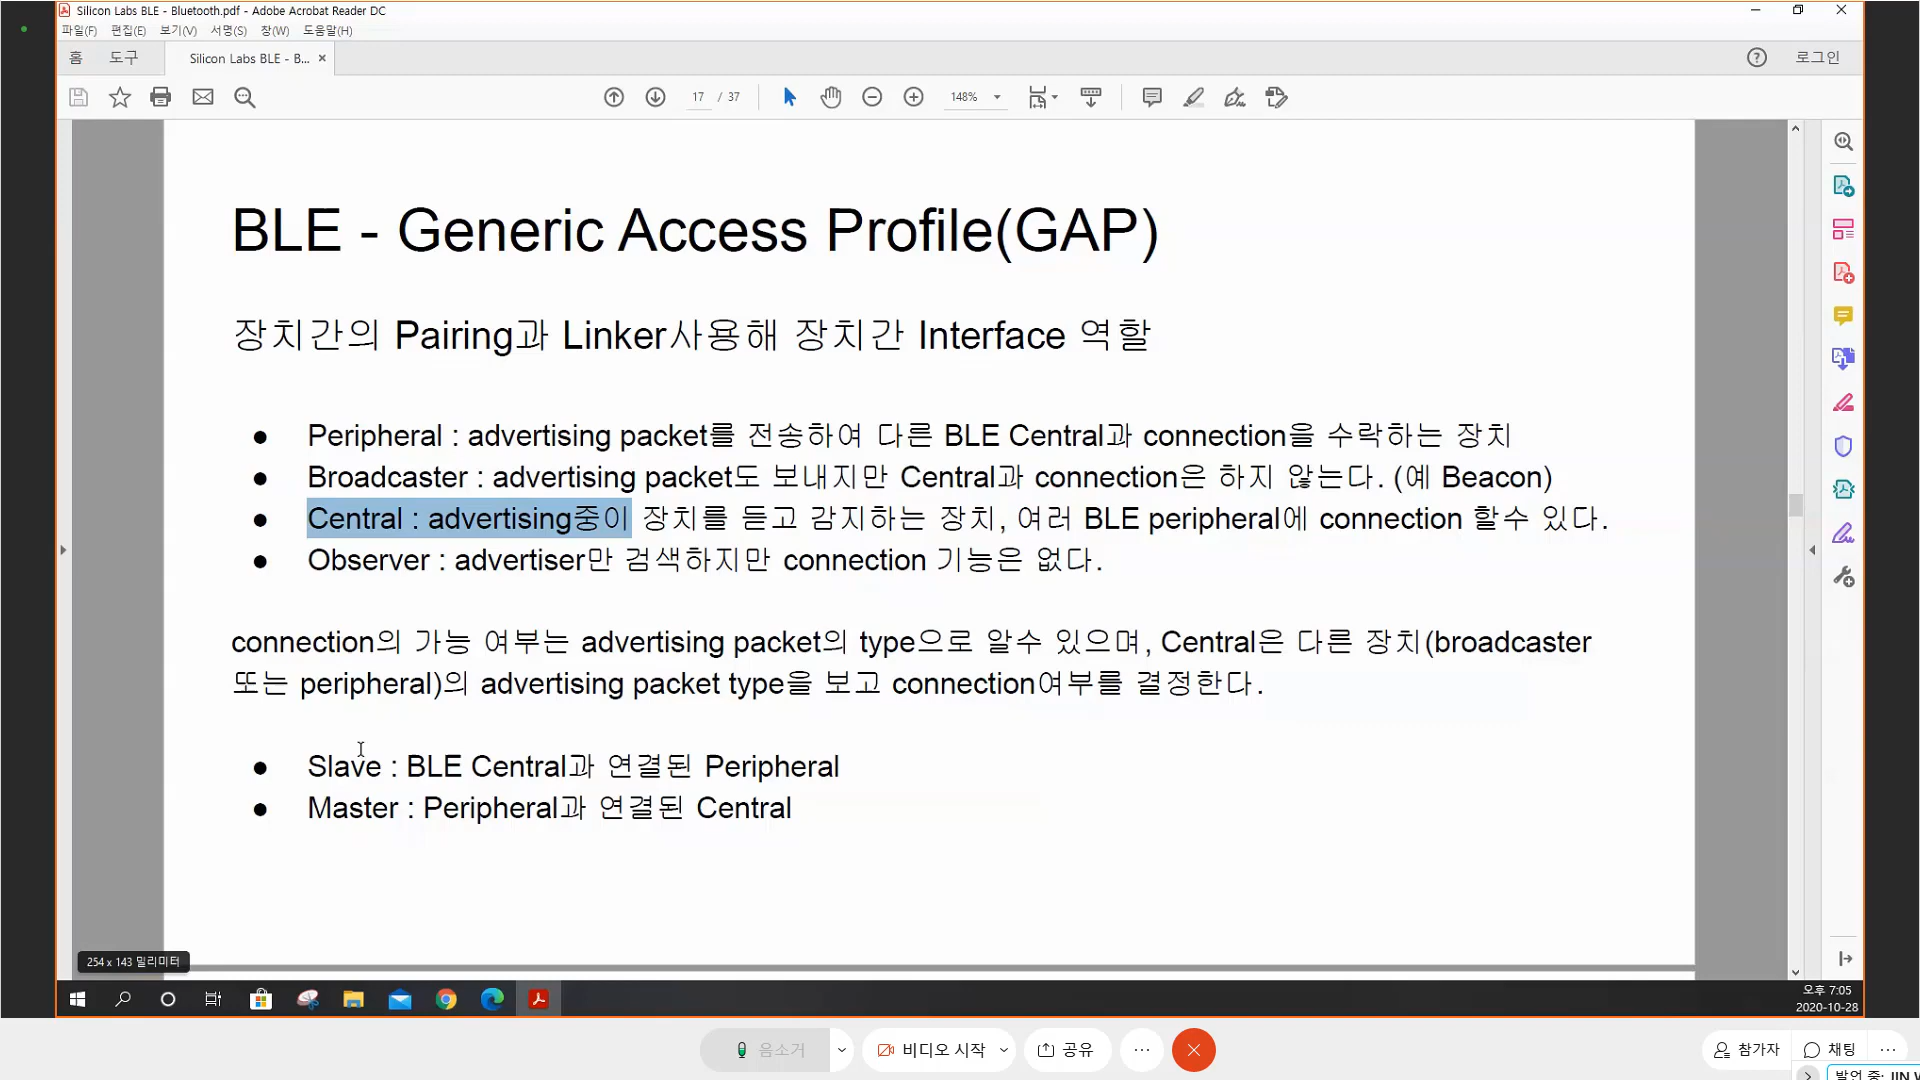 Silicon Labs BLE - Bluetooth.pdf - Adobe Acrobat Reader DC
파일(F) 편집(E) 보기(V) 서명(S) 창(W) 도움말(H)
홈 도구 Silicon Labs BLE - B... × 로그인
17 / 37 148%
BLE - Generic Access Profile(GAP)
장치간의 Pairing과 Linker사용해 장치간 Interface 역할
● Peripheral : advertising packet를 전송하여 다른 BLE Central과 connection을 수락하는 장치
● Broadcaster : advertising packet도 보내지만 Central과 connection은 하지 않는다. (예 Beacon)
● Central : advertising중이 장치를 듣고 감지하는 장치, 여러 BLE peripheral에 connection 할수 있다.
● Observer : advertiser만 검색하지만 connection 기능은 없다.
connection의 가능 여부는 advertising packet의 type으로 알수 있으며, Central은 다른 장치(broadcaster
또는 peripheral)의 advertising packet type을 보고 connection여부를 결정한다.
● Slave : BLE Central과 연결된 Peripheral
● Master : Peripheral과 연결된 Central
254 x 143 밀리미터
오후 7:05
2020-10-28
음소거 비디오 시작 공유 참가자 채팅
발언 중: JIN